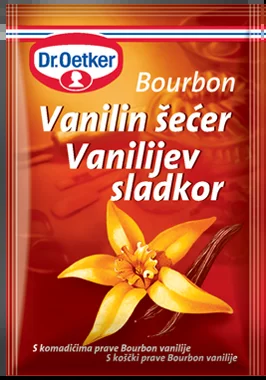 Dr.Oetker
Bourbon
Vanilin šećer
Vanilijev
sladkor
S komadićima prave Bourbon vanilije
S koščki prave Bourbon vanilije